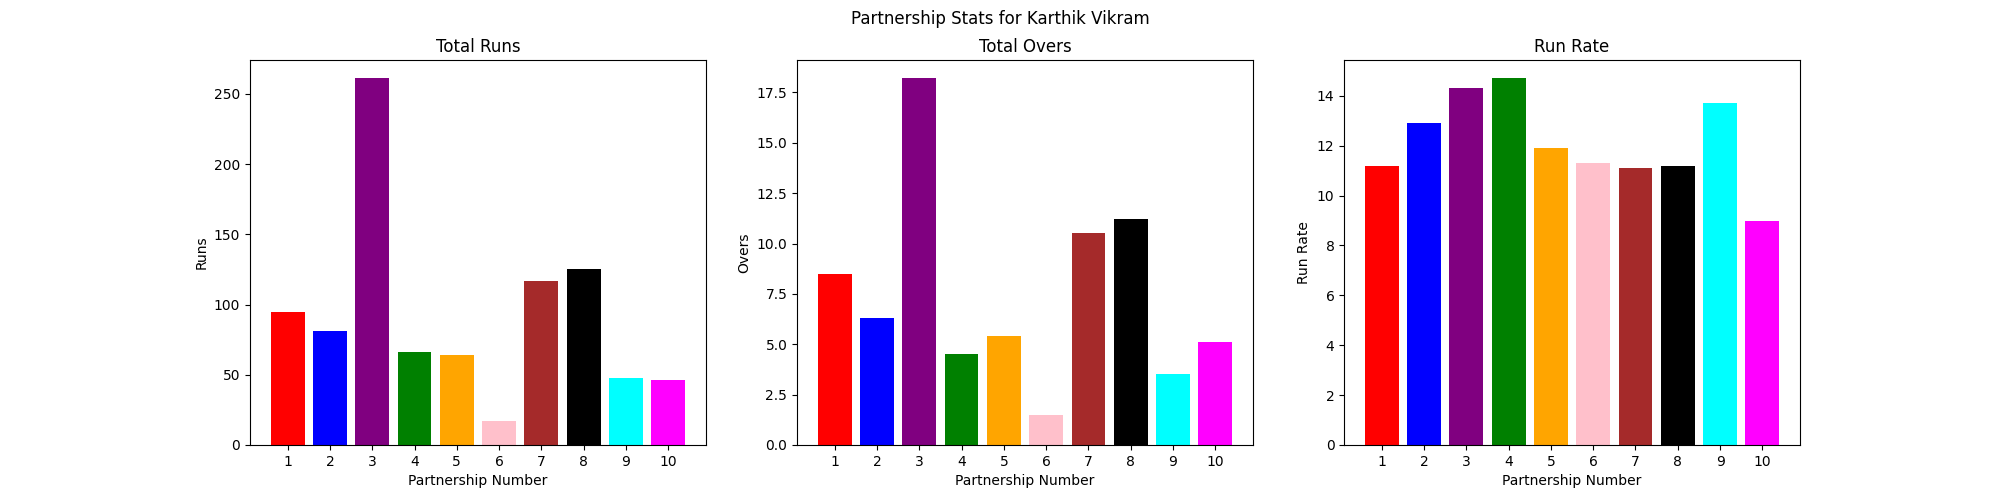 Partnership Stats for Karthik Vikram
Total Runs
250
200
150
100
50
0
Runs
1 2 3 4 5 6 7 8 9 10
Partnership Number
Total Overs
17.5
15.0
12.5
10.0
7.5
5.0
2.5
0.0
Overs
1 2 3 4 5 6 7 8 9 10
Partnership Number
Run Rate
14
12
10
8
6
4
2
0
Run Rate
1 2 3 4 5 6 7 8 9 10
Partnership Number